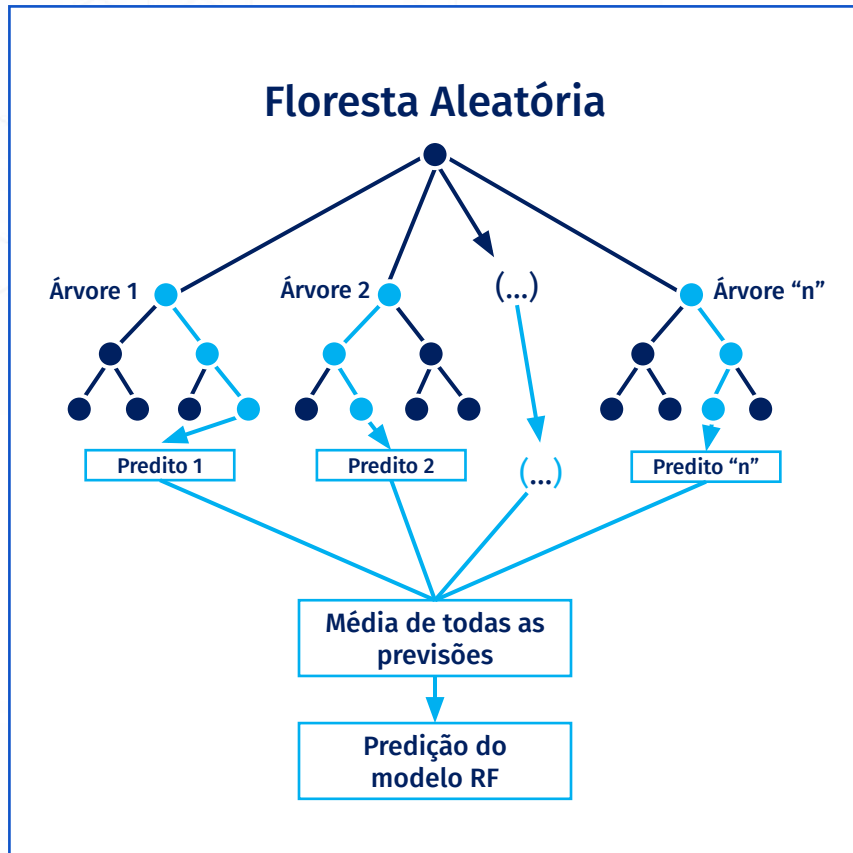 Floresta Aleatória
Árvore 1
Árvore 2
(...)
Árvore “n”
Predito 1
Predito 2
(...)
Predito “n”
Média de todas as
previsões
Predição do
modelo RF